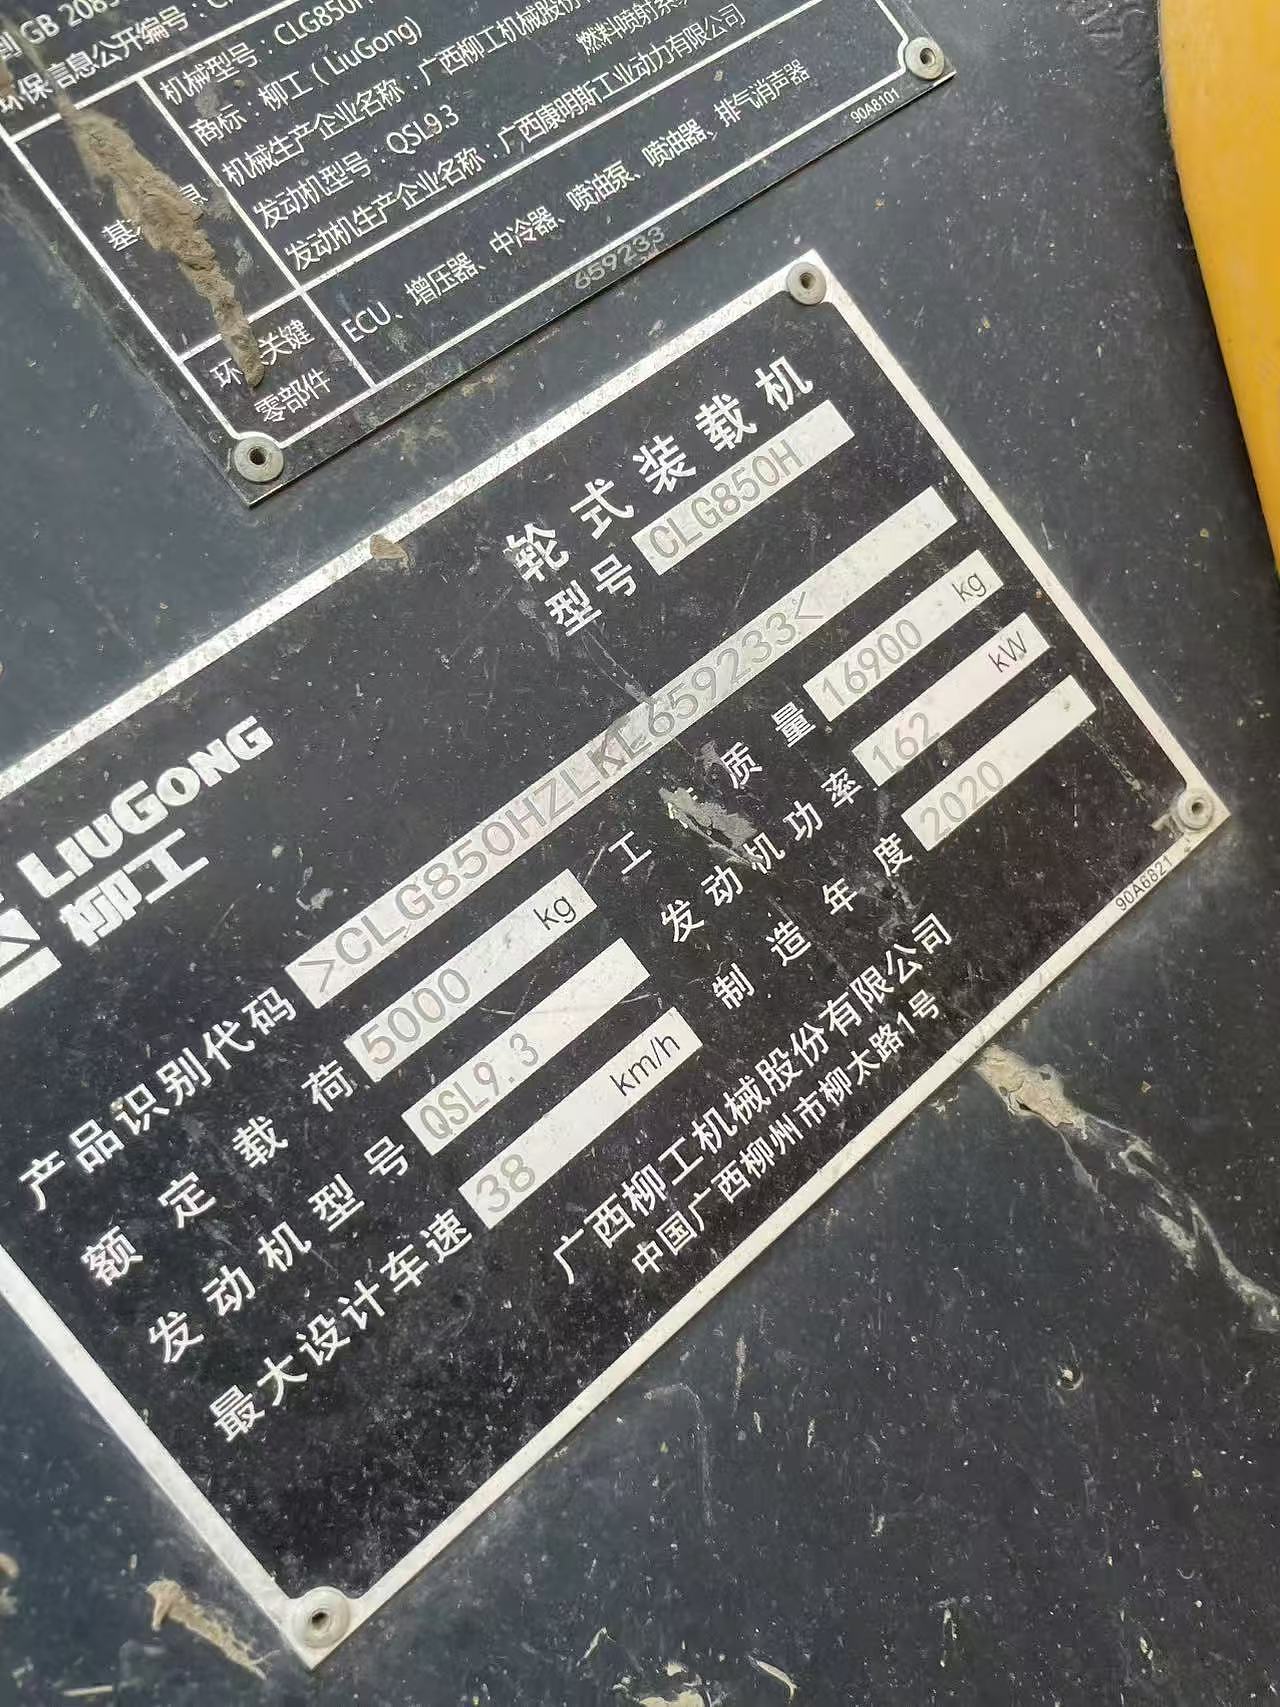 GB 208
环保信息公开编号：C
机械型号：CLG850H
商标：柳工（LiuGong)
机械生产企业名称：广西柳工机械股份
发动机型号：QSL9.3
燃料喷射系
发动机生产企业名称：广西康明斯工业动力有限公司
基
环
关键
零部件
ECU、增压器、中冷器、喷油泵、喷油器、排气消声器
90A8101
659233
轮式装载机
型号 CLG850H
LIUGONG
柳工
产品识别代码 >CLG850HZLKL659233<
额定载荷 5000 kg
工 质量 16900 kg
发动机型号 QSL9.3
发动机功率 162 kW
最大设计车速 38 km/h
制造年度 2020
广西柳工机械股份有限公司
中国广西柳州市柳太路1号
90A6821